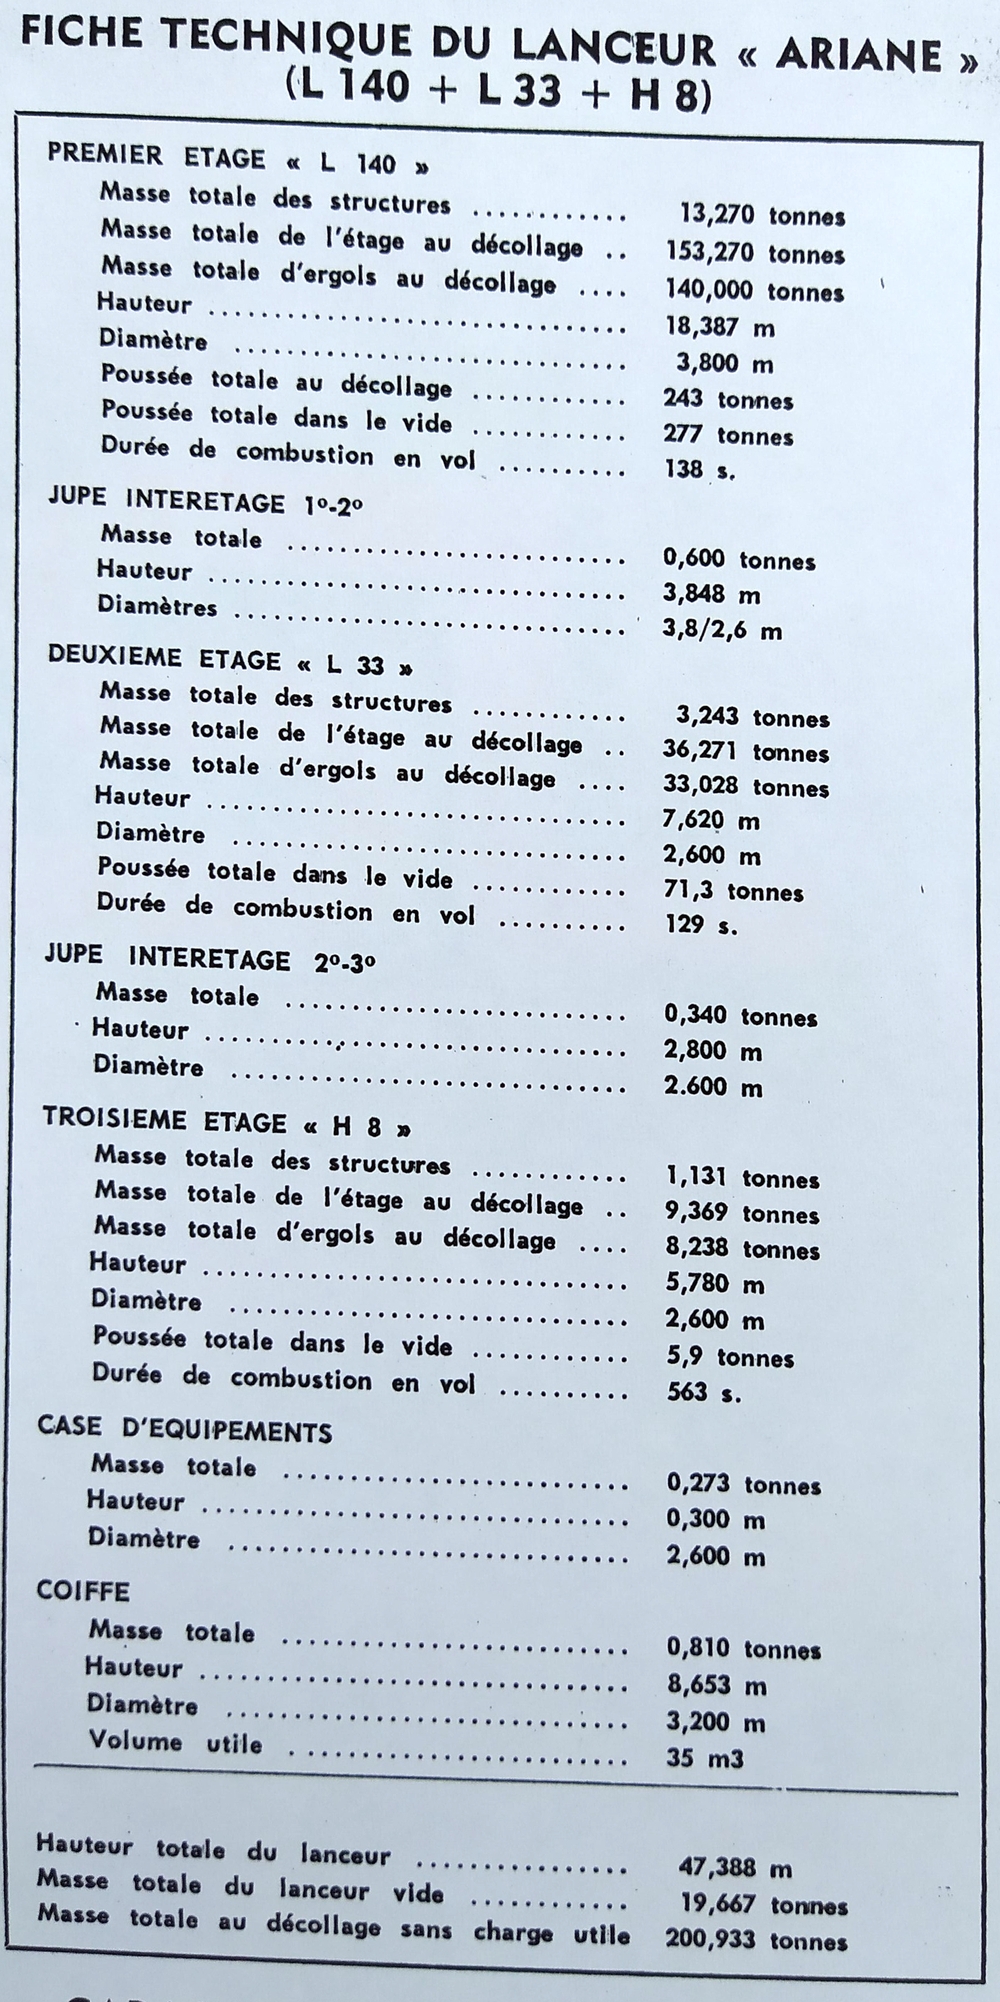 FICHE TECHNIQUE DU LANCEUR « ARIANE »
(L 140 + L 33 + H 8)
PREMIER ETAGE « L 140 »
Masse totale des structures ............ 13,270 tonnes
Masse totale de l'étage au décollage .. 153,270 tonnes
Masse totale d'ergols au décollage .... 140,000 tonnes
Hauteur ................................ 18,387 m
Diamètre .............................. 3,800 m
Poussée totale au décollage ............ 243 tonnes
Poussée totale dans le vide ............ 277 tonnes
Durée de combustion en vol .......... 138 s.
JUPE INTERETAGE 1º-2º
Masse totale .......................... 0,600 tonnes
Hauteur ................................ 3,848 m
Diamètres .............................. 3,8/2,6 m
DEUXIEME ETAGE « L 33 »
Masse totale des structures ............ 3,243 tonnes
Masse totale de l'étage au décollage .. 36,271 tonnes
Masse totale d'ergols au décollage .... 33,028 tonnes
Hauteur ................................ 7,620 m
Diamètre .............................. 2,600 m
Poussée totale dans le vide ............ 71,3 tonnes
Durée de combustion en vol .......... 129 s.
JUPE INTERETAGE 2º-3º
Masse totale .......................... 0,340 tonnes
Hauteur ................................ 2,800 m
Diamètre .............................. 2.600 m
TROISIEME ETAGE « H 8 »
Masse totale des structures ............ 1,131 tonnes
Masse totale de l'étage au décollage .. 9,369 tonnes
Masse totale d'ergols au décollage .... 8,238 tonnes
Hauteur ................................ 5,780 m
Diamètre .............................. 2,600 m
Poussée totale dans le vide ............ 5,9 tonnes
Durée de combustion en vol .......... 563 s.
CASE D'EQUIPEMENTS
Masse totale .......................... 0,273 tonnes
Hauteur ................................ 0,300 m
Diamètre .............................. 2,600 m
COIFFE
Masse totale .......................... 0,810 tonnes
Hauteur ................................ 8,653 m
Diamètre .............................. 3,200 m
Volume utile .......................... 35 m3
Hauteur totale du lanceur ................ 47,388 m
Masse totale du lanceur vide ............ 19,667 tonnes
Masse totale au décollage sans charge utile 200,933 tonnes